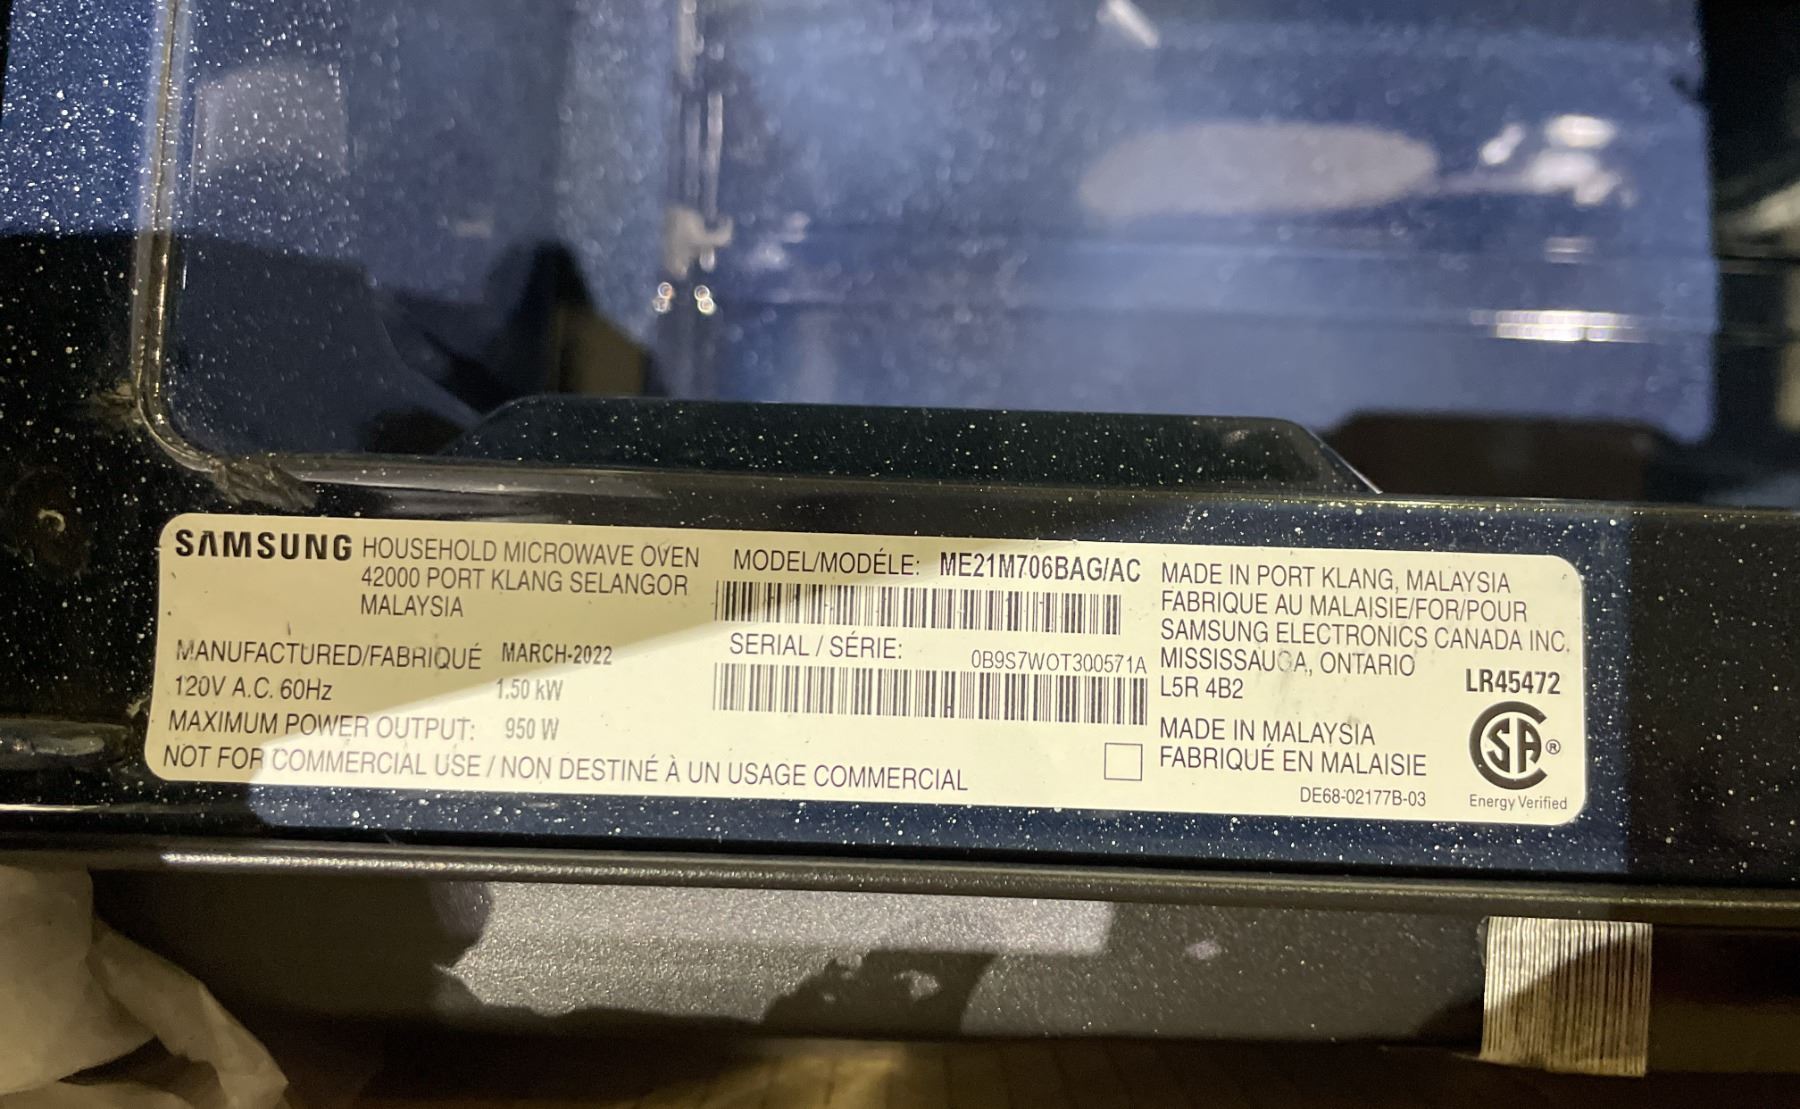 SAMSUNG HOUSEHOLD MICROWAVE OVEN
42000 PORT KLANG SELANGOR
MALAYSIA
MANUFACTURED/FABRIQUÉ MARCH-2022
120V A.C. 60Hz 1.50 kW
MAXIMUM POWER OUTPUT: 950 W
NOT FOR COMMERCIAL USE / NON DESTINÉ À UN USAGE COMMERCIAL
MODEL/MODÉLE: ME21M706BAG/AC
SERIAL / SÉRIE: 0B9S7WOT300571A
MADE IN PORT KLANG, MALAYSIA
FABRIQUE AU MALAISIE/FOR/POUR
SAMSUNG ELECTRONICS CANADA INC.
MISSISSAUGA, ONTARIO
L5R 4B2
LR45472
MADE IN MALAYSIA
FABRIQUÉ EN MALAISIE
DE68-02177B-03
SA ®
Energy Verified